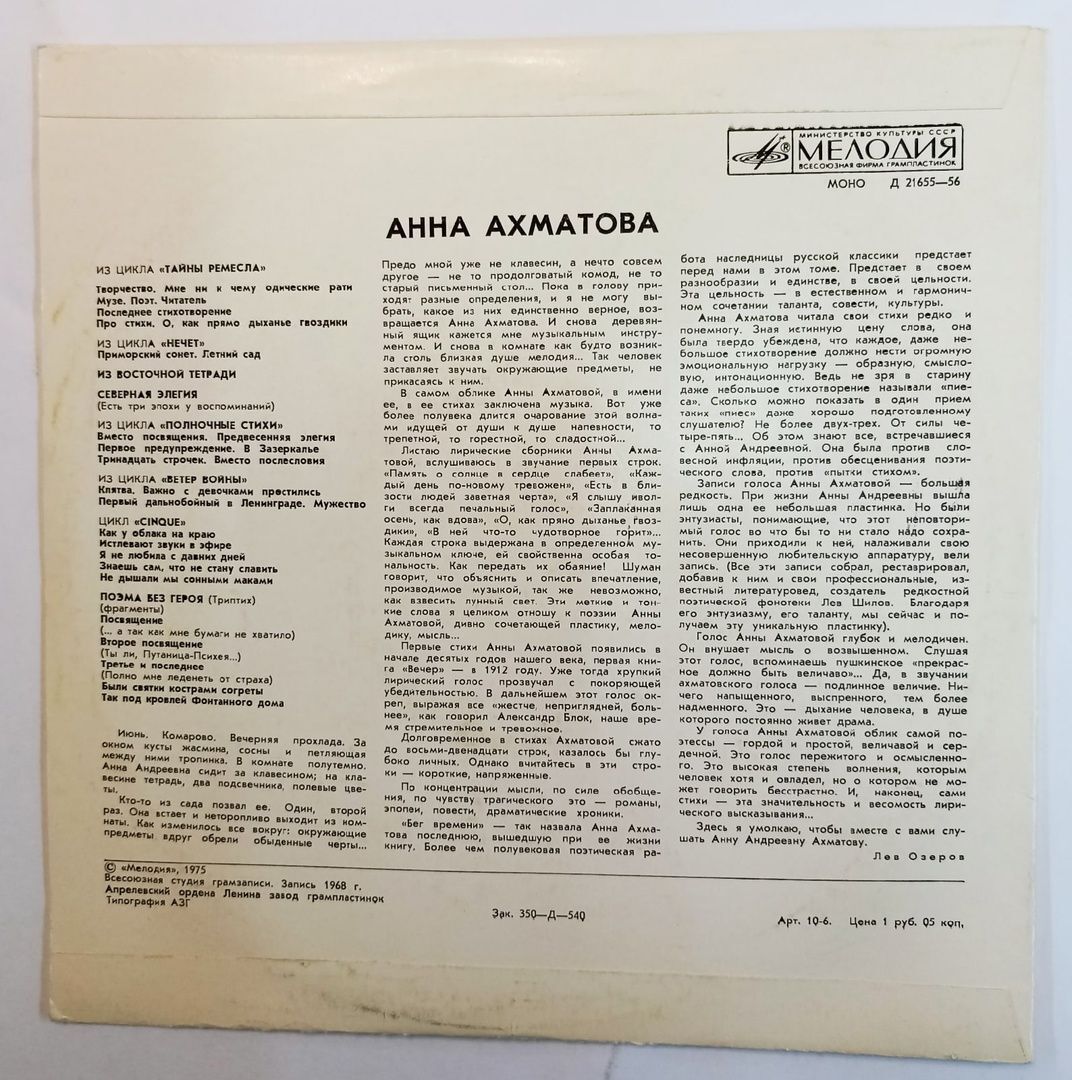 МИНИСТЕРСТВО КУЛЬТУРЫ СССР
МЕЛОДИЯ
ВСЕСОЮЗНАЯ ФИРМА ГРАМПЛАСТИНОК
МОНО Д 21655—56
АННА АХМАТОВА
ИЗ ЦИКЛА «ТАЙНЫ РЕМЕСЛА»
Творчество. Мне ни к чему одические рати
Музе. Поэт. Читатель
Последнее стихотворение
Про стихи. О, как прямо дыханье гвоздики
ИЗ ЦИКЛА «НЕЧЕТ»
Приморский сонет. Летний сад
ИЗ ВОСТОЧНОЙ ТЕТРАДИ
СЕВЕРНАЯ ЭЛЕГИЯ
(Есть три эпохи у воспоминаний)
ИЗ ЦИКЛА «ПОЛНОЧНЫЕ СТИХИ»
Вместо посвящения. Предвесенняя элегия
Первое предупреждение. В Зазеркалье
Тринадцать строчек. Вместо послесловия
ИЗ ЦИКЛА «ВЕТЕР ВОЙНЫ»
Клятва. Важно с девочками простились
Первый дальнобойный в Ленинграде. Мужество
ЦИКЛ «CINQUE»
Как у облака на краю
Истлевают звуки в эфире
Я не любила с давних дней
Знаешь сам, что не стану славить
Не дышали мы сонными маками
ПОЭМА БЕЗ ГЕРОЯ (Триптих)
(фрагменты)
Посвящение
(... а так как мне бумаги не хватило)
Второе посвящение
(Ты ли, Путаница-Психея...)
Третье и последнее
(Полно мне леденеть от страха)
Были святки кострами согреты
Так под кровлей Фонтанного дома
Июнь. Комарово. Вечерняя прохлада. За
окном кусты жасмина, сосны и петляющая
между ними тропинка. В комнате полутемно.
Анна Андреевна сидит за клавесином; на кла-
весине тетрадь, два подсвечника, полевые цве-
ты.
Кто-то из сада позвал ее. Один, второй
раз. Она встает и неторопливо выходит из ком-
наты. Как изменилось все вокруг: окружающие
предметы вдруг обрели обыденные черты...
Предо мной уже не клавесин, а нечто совсем
другое — не то продолговатый комод, не то
старый письменный стол... Пока в голову при-
ходят разные определения, и я не могу вы-
брать, какое из них единственно верное, воз-
вращается Анна Ахматова. И снова деревян-
ный ящик кажется мне музыкальным инстру-
ментом. И снова в комнате как будто возник-
ла столь близкая душе мелодия... Так человек
заставляет звучать окружающие предметы, не
прикасаясь к ним.
В самом облике Анны Ахматовой, в имени
ее, в ее стихах заключена музыка. Вот уже
более полувека длится очарование этой волна-
ми идущей от души к душе напевности, то
трепетной, то горестной, то сладостной...
Листаю лирические сборники Анны Ахма-
товой, вслушиваюсь в звучание первых строк.
«Память о солнце в сердце слабеет», «Каж-
дый день по-новому тревожен», «Есть в бли-
зости людей заветная черта», «Я слышу ивол-
ги всегда печальный голос», «Заплаканная
осень, как вдова», «О, как пряно дыханье гвоз-
дики», «В ней что-то чудотворное горит»...
Каждая строка выдержана в определенном му-
зыкальном ключе, ей свойственна особая то-
нальность. Как передать их обаяние! Шуман
говорит, что объяснить и описать впечатление,
производимое музыкой, так же невозможно,
как взвесить лунный свет. Эти меткие и тон-
кие слова я целиком отношу к поэзии Анны
Ахматовой, дивно сочетающей пластику, мело-
дику, мысль...
Первые стихи Анны Ахматовой появились в
начале десятых годов нашего века, первая кни-
га «Вечер» — в 1912 году. Уже тогда хрупкий
лирический голос прозвучал с покоряющей
убедительностью. В дальнейшем этот голос ок-
реп, выражая все «жестче, неприглядней, боль-
нее», как говорил Александр Блок, наше вре-
мя стремительное и тревожное.
Долговременное в стихах Ахматовой сжато
до восьми-двенадцати строк, казалось бы глу-
боко личных. Однако вчитайтесь в эти стро-
ки — короткие, напряженные.
По концентрации мысли, по силе обобще-
ния, по чувству трагического это — романы,
эпопеи, повести, драматические хроники.
«Бег времени» — так назвала Анна Ахма-
това последнюю, вышедшую при ее жизни
книгу. Более чем полувековая поэтическая ра-
бота наследницы русской классики предстает
перед нами в этом томе. Предстает в своем
разнообразии и единстве, в своей цельности.
Эта цельность — в естественном и гармонич-
ном сочетании таланта, совести, культуры.
Анна Ахматова читала свои стихи редко и
понемногу. Зная истинную цену слова, она
была твердо убеждена, что каждое, даже не-
большое стихотворение должно нести огромную
эмоциональную нагрузку — образную, смысло-
вую, интонационную. Ведь не зря в старину
даже небольшое стихотворение называли «пие-
са». Сколько можно показать в один прием
таких «пиес» даже хорошо подготовленному
слушателю? Не более двух-трех. От силы че-
тыре-пять... Об этом знают все, встречавшиеся
с Анной Андреевной. Она была против сло-
весной инфляции, против обесценивания поэти-
ческого слова, против «пытки стихом».
Записи голоса Анны Ахматовой — большая
редкость. При жизни Анны Андреевны вышла
лишь одна ее небольшая пластинка. Но были
энтузиасты, понимающие, что этот неповтори-
мый голос во что бы то ни стало надо сохра-
нить. Они приходили к ней, налаживали свою
несовершенную любительскую аппаратуру, вели
запись. (Все эти записи собрал, реставрировал,
добавив к ним и свои профессиональные, из-
вестный литературовед, создатель редкостной
поэтической фонотеки Лев Шилов. Благодаря
его энтузиазму, его таланту, мы сейчас и по-
лучаем эту уникальную пластинку).
Голос Анны Ахматовой глубок и мелодичен.
Он внушает мысль о возвышенном. Слушая
этот голос, вспоминаешь пушкинское «прекрас-
ное должно быть величаво»... Да, в звучании
ахматовского голоса — подлинное величие. Ни-
чего напыщенного, выспренного, тем более
надменного. Это — дыхание человека, в душе
которого постоянно живет драма.
У голоса Анны Ахматовой облик самой по-
этессы — гордой и простой, величавой и сер-
дечной. Это голос пережитого и осмысленно-
го. Это высокая степень волнения, которым
человек хотя и овладел, но о котором не мо-
жет говорить бесстрастно. И, наконец, сами
стихи — эта значительность и весомость лири-
ческого высказывания...
Здесь я умолкаю, чтобы вместе с вами слу-
шать Анну Андреевну Ахматову.
Лев Озеров
© «Мелодия», 1975
Всесоюзная студия грамзаписи. Запись 1968 г.
Апрелевский ордена Ленина завод грампластинок
Типография АЗГ
Зак. 350—Д—540
Арт. 10-6. Цена 1 руб. 05 коп.